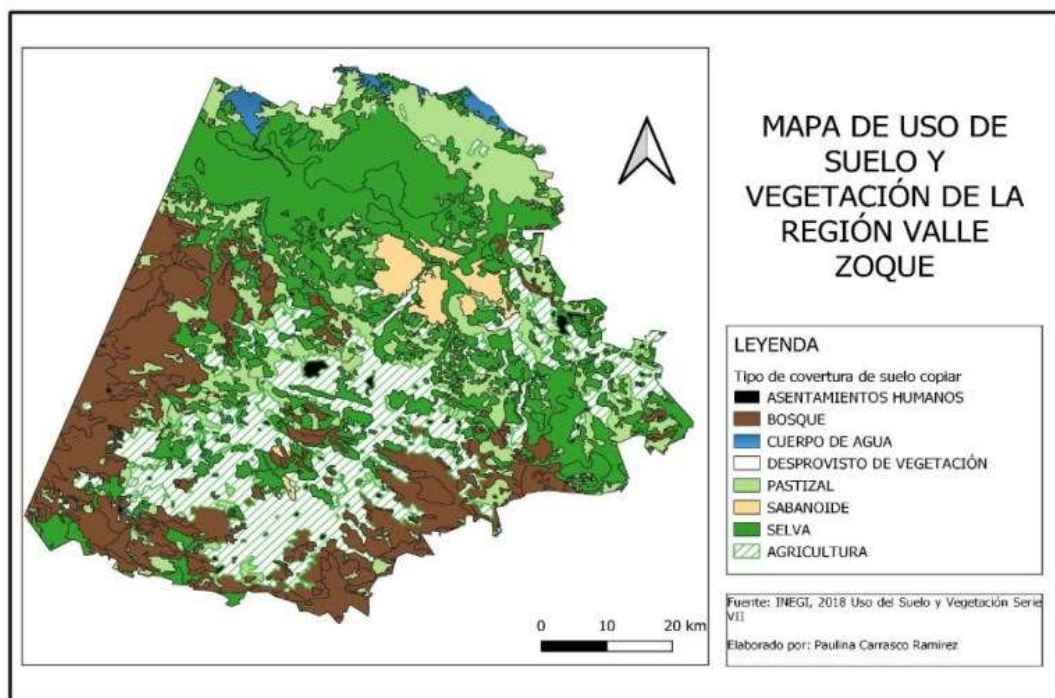 MAPA DE USO DE
SUELO Y
VEGETACIÓN DE LA
REGIÓN VALLE
ZOQUE
LEYENDA
Tipo de covertura de suelo copiar
ASENTAMIENTOS HUMANOS
BOSQUE
CUERPO DE AGUA
DESPROVISTO DE VEGETACIÓN
PASTIZAL
SABANOIDE
SELVA
AGRICULTURA
Fuente: INEGI, 2018 Uso del Suelo y Vegetación Serie
VII
Elaborado por: Paulina Carrasco Ramirez
0 10 20 km